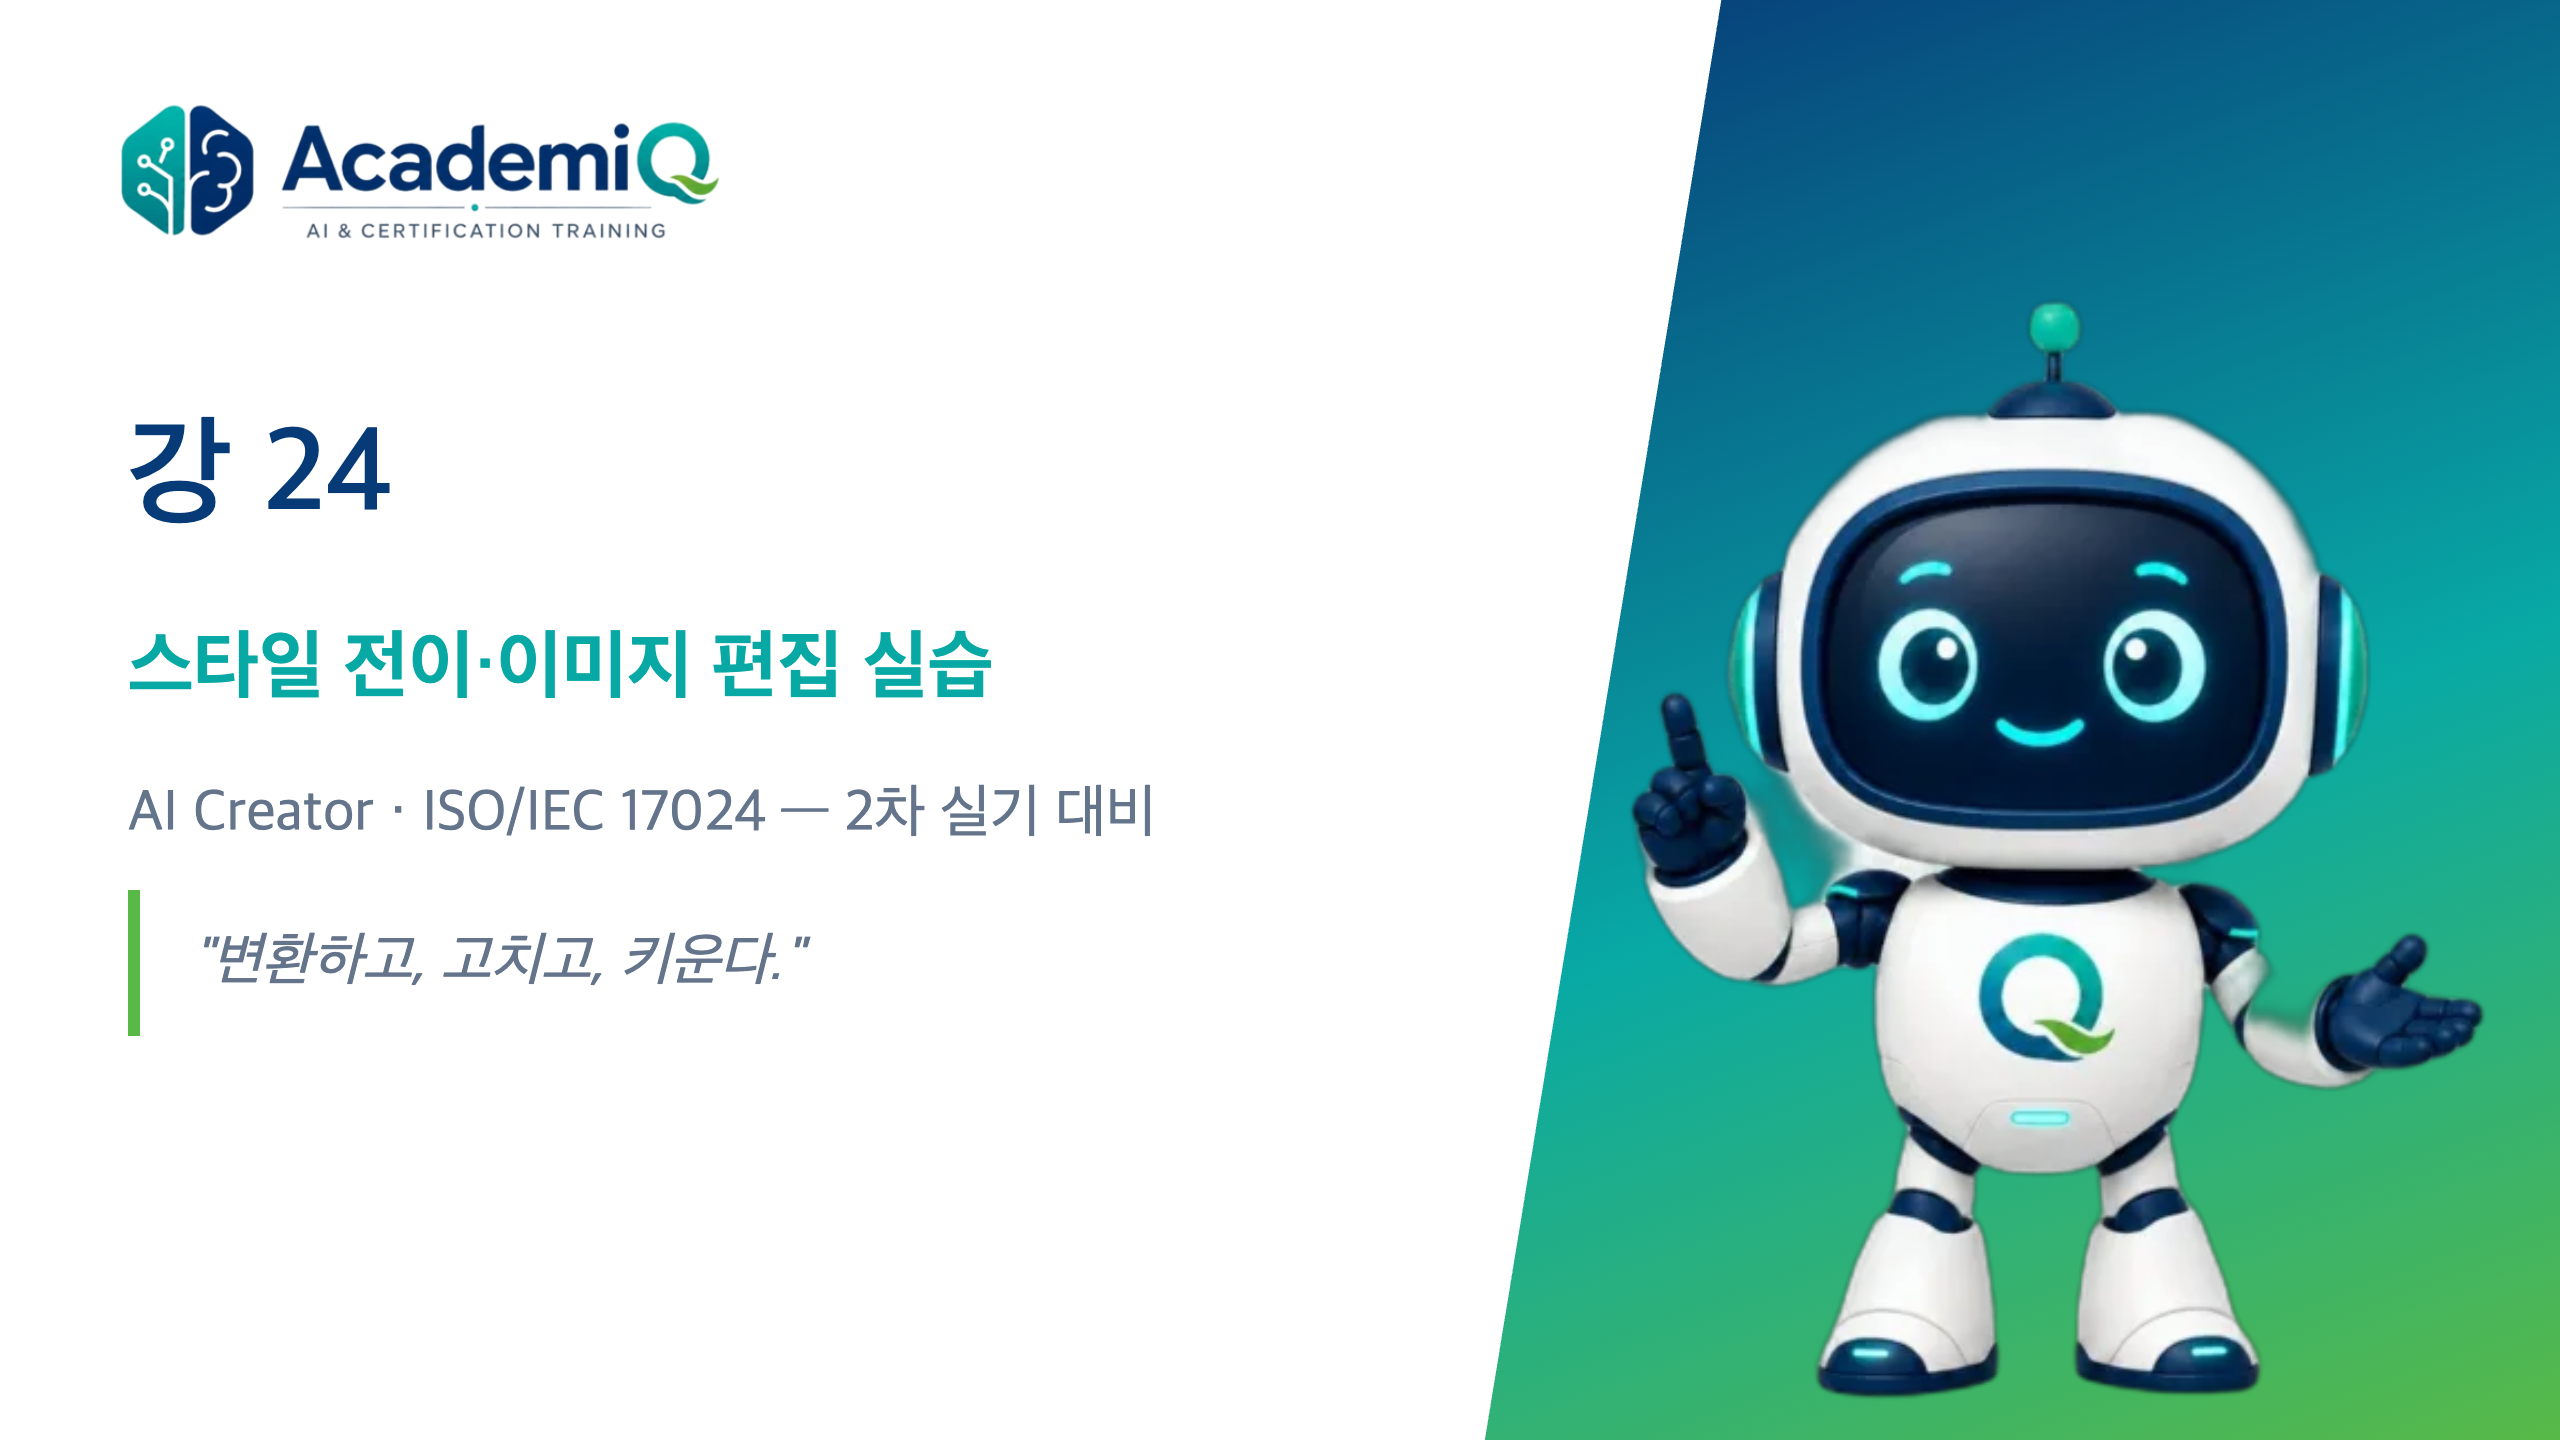 AcademiQ
AI & CERTIFICATION TRAINING
강 24
스타일 전이·이미지 편집 실습
AI Creator · ISO/IEC 17024 — 2차 실기 대비
"변환하고, 고치고, 키운다."
Q